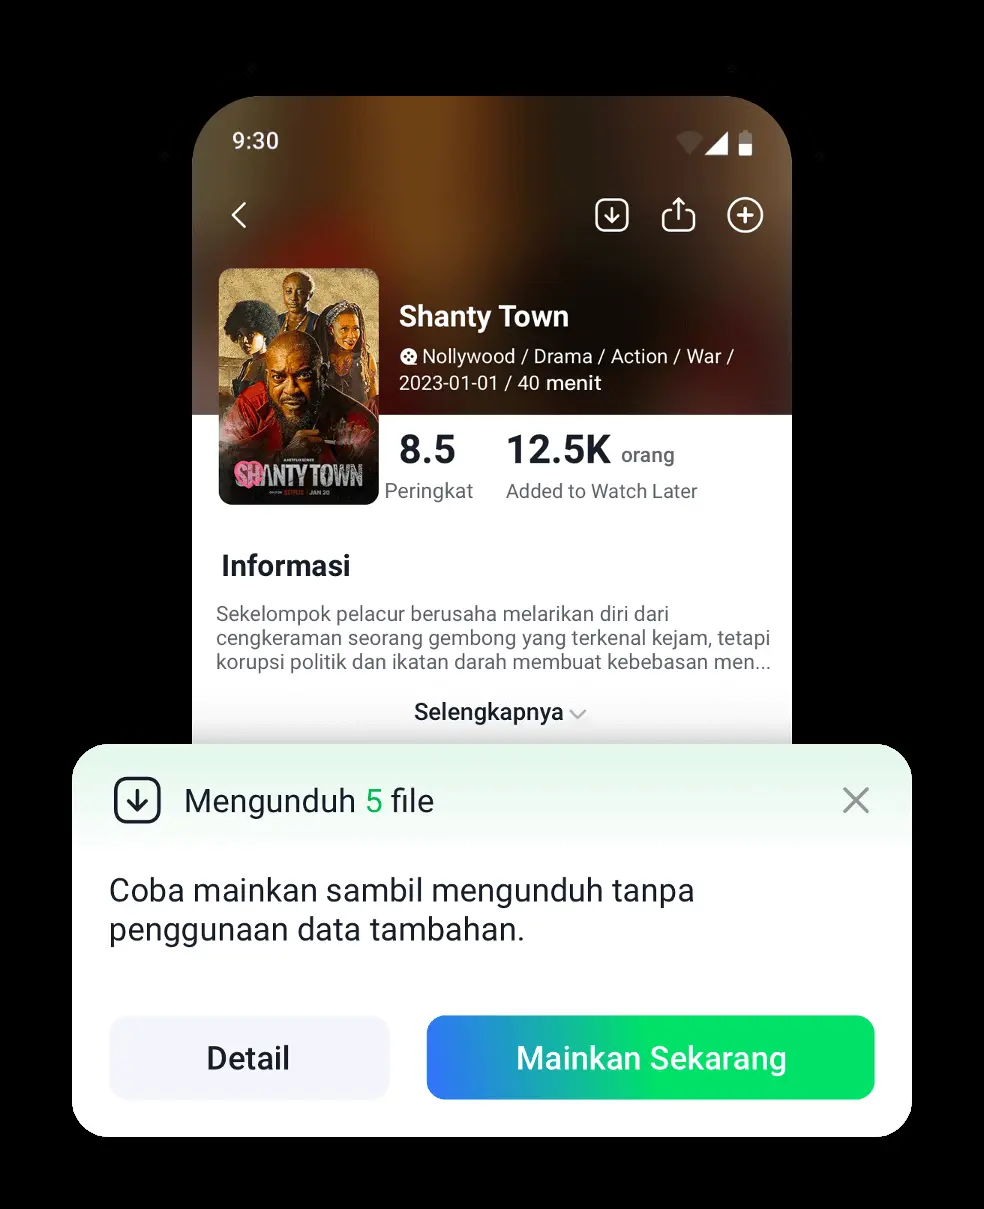 9:30
Shanty Town
Nollywood / Drama / Action / War /
2023-01-01 / 40 menit
SHANTY TOWN
NETFLIX JAN 20
8.5
12.5K orang
Peringkat
Added to Watch Later
Informasi
Sekelompok pelacur berusaha melarikan diri dari
cengkeraman seorang gembong yang terkenal kejam, tetapi
korupsi politik dan ikatan darah membuat kebebasan men...
Selengkapnya
Mengunduh 5 file
Coba mainkan sambil mengunduh tanpa
penggunaan data tambahan.
Detail
Mainkan Sekarang